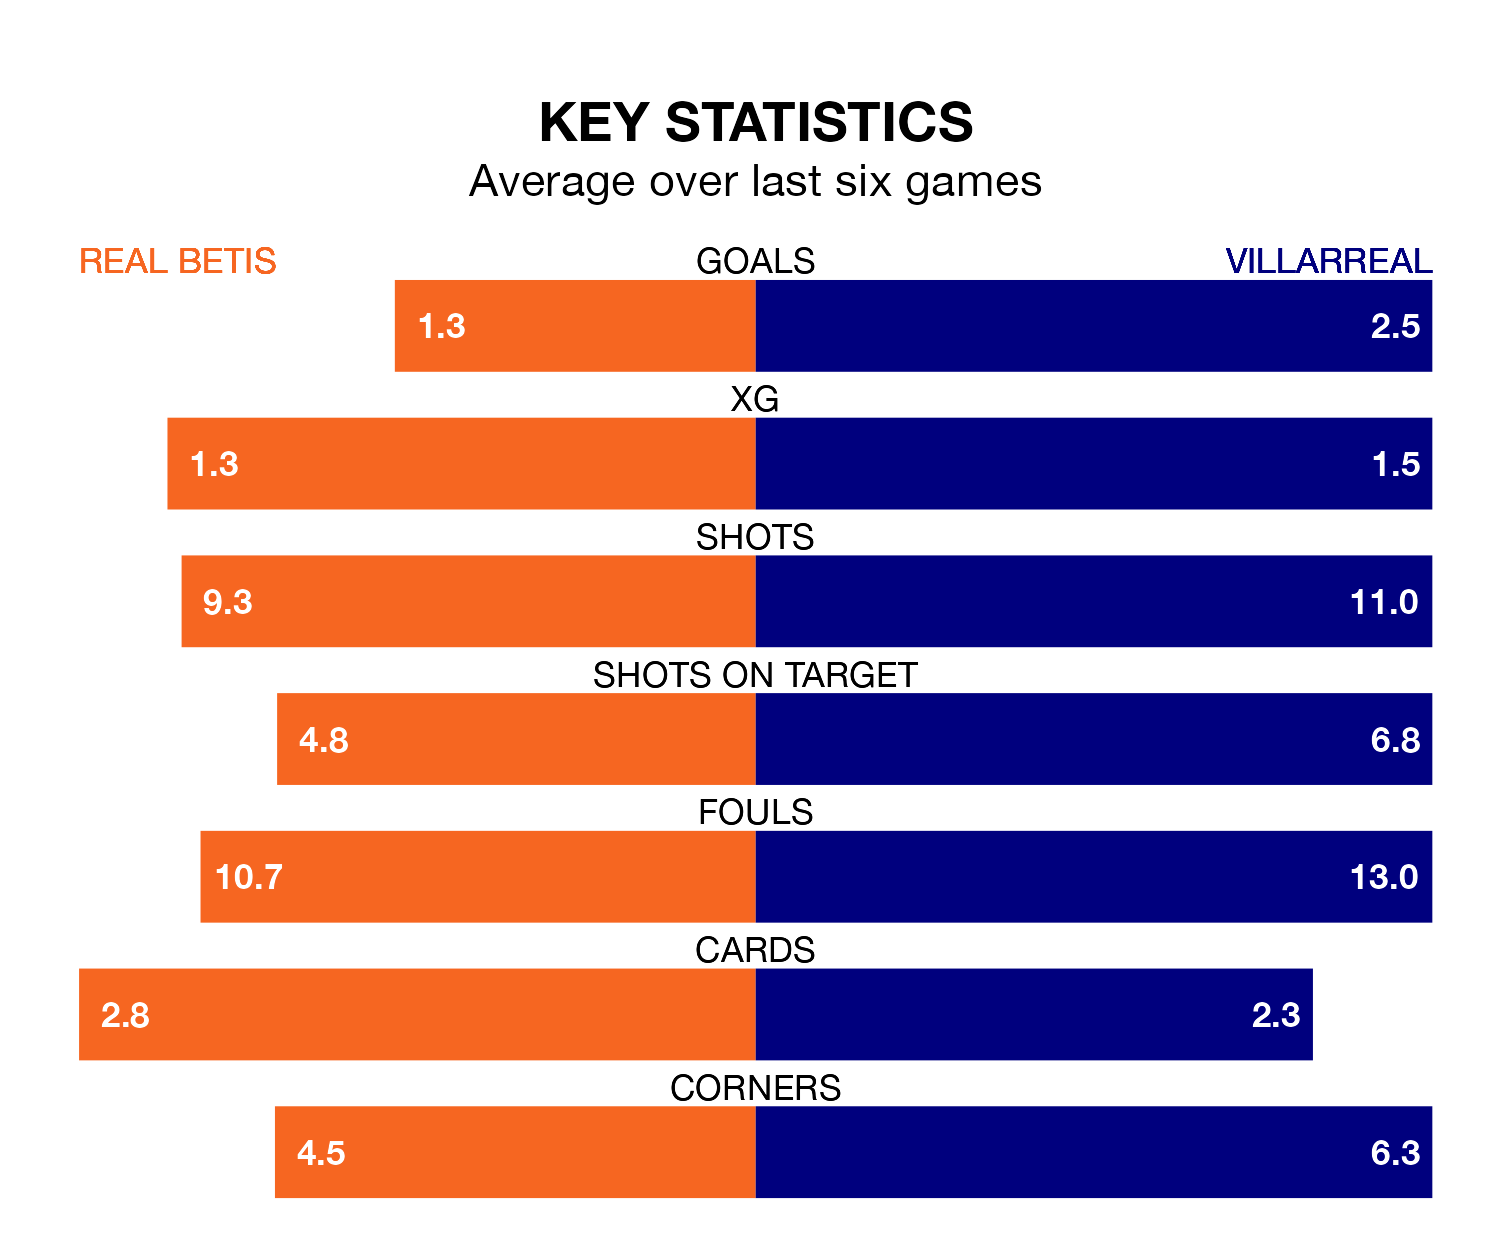 KEY STATISTICS
Average over last six games
REAL BETIS GOALS VILLARREAL
1.3 2.5
XG
1.3 1.5
SHOTS
9.3 11.0
SHOTS ON TARGET
4.8 6.8
FOULS
10.7 13.0
CARDS
2.8 2.3
CORNERS
4.5 6.3